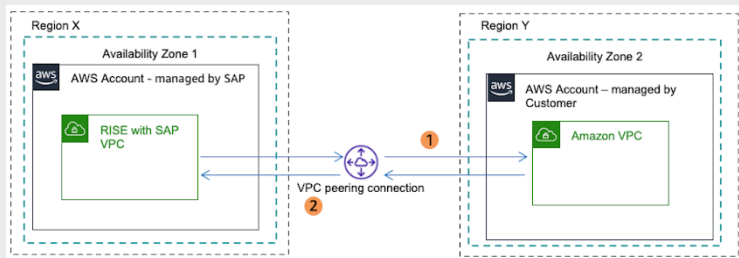 Region X
Availability Zone 1
aws
AWS Account - managed by SAP
RISE with SAP
VPC
VPC peering connection
1
2
Region Y
Availability Zone 2
aws
AWS Account – managed by
Customer
Amazon VPC